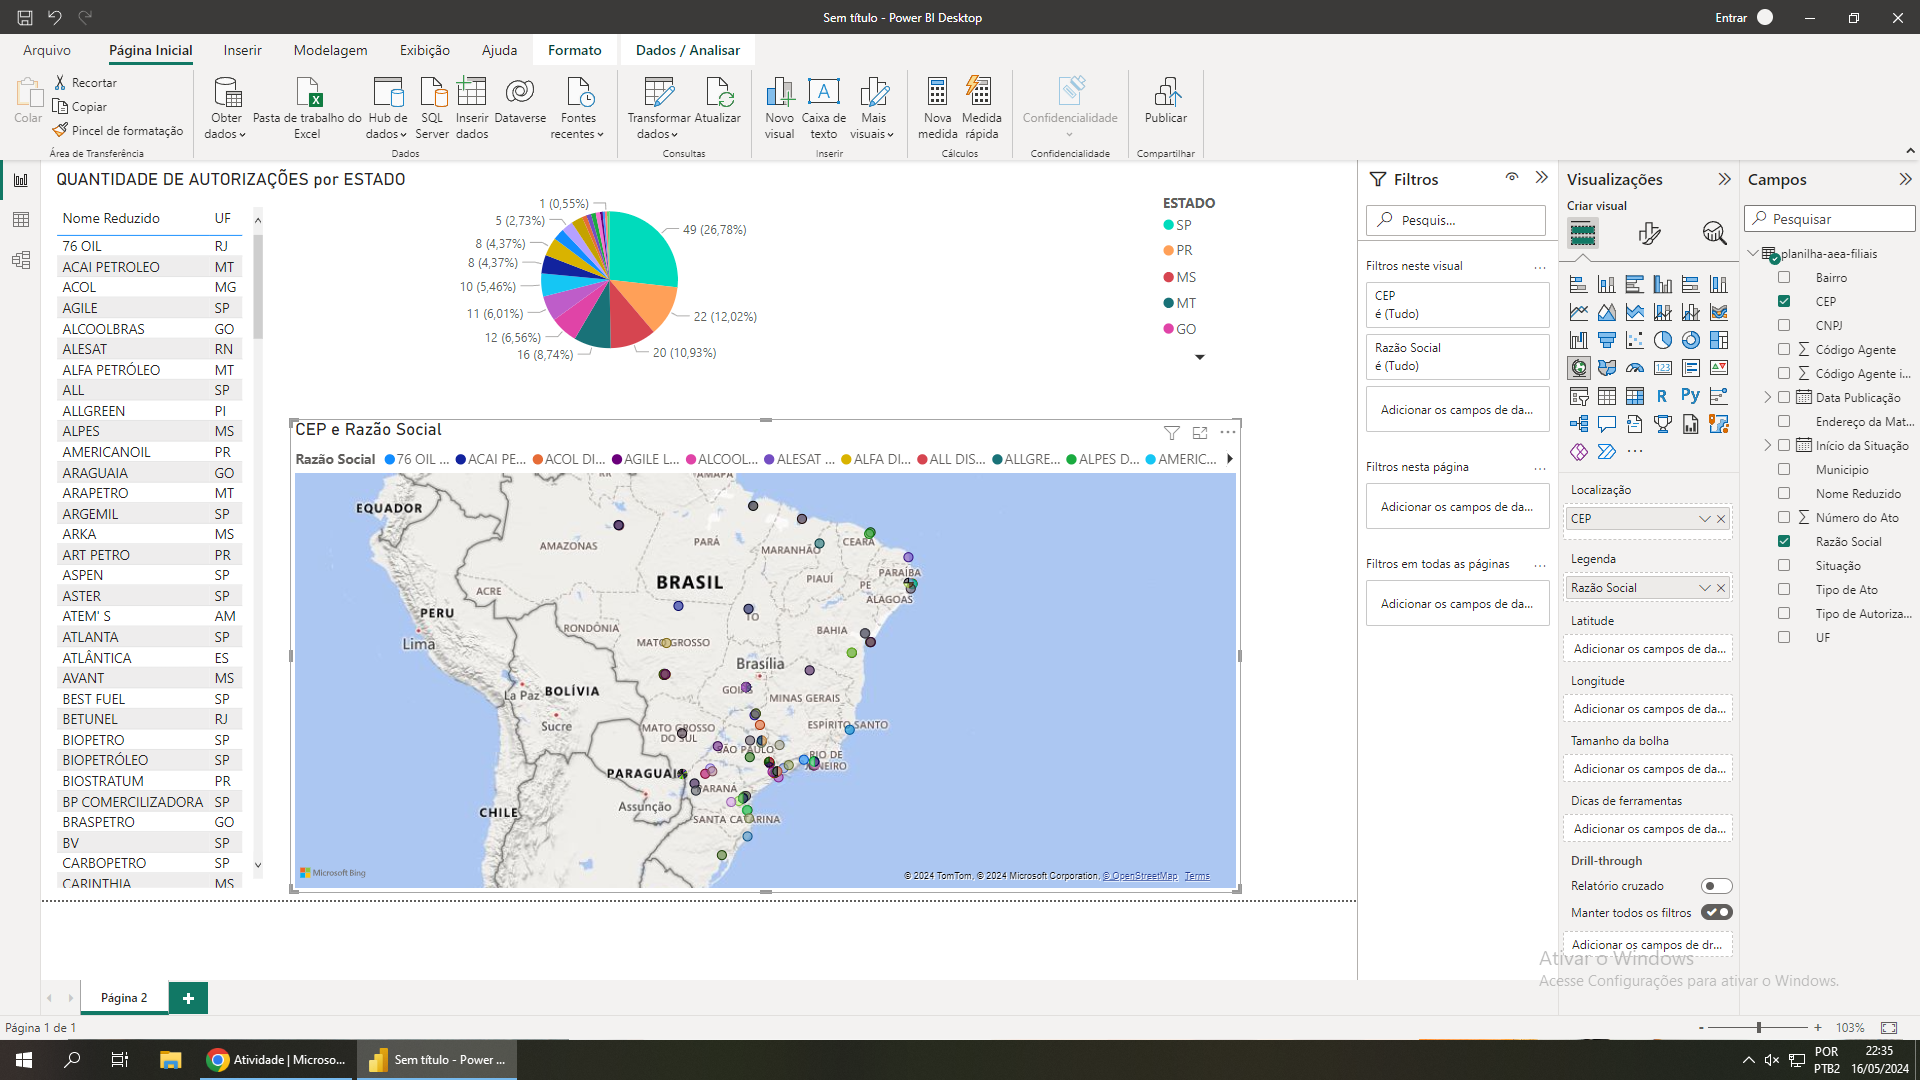 Sem título - Power BI Desktop
Entrar
Arquivo
Página Inicial
Inserir
Modelagem
Exibição
Ajuda
Formato
Dados / Analisar
Colar
Recortar
Copiar
Pincel de formatação
Área de Transferência
Obter dados
Pasta de trabalho do Excel
Hub de dados
SQL Server
Inserir dados
Dataverse
Fontes recentes
Dados
Transformar dados
Atualizar
Consultas
Novo visual
Caixa de texto
Mais visuais
Inserir
Nova medida
Medida rápida
Cálculos
Confidencialidade
Confidencialidade
Publicar
Compartilhar
QUANTIDADE DE AUTORIZAÇÕES por ESTADO
Nome Reduzido UF
76 OIL RJ
ACAI PETROLEO MT
ACOL MG
AGILE SP
ALCOOLBRAS GO
ALESAT RN
ALFA PETRÓLEO MT
ALL SP
ALLGREEN PI
ALPES MS
AMERICANOIL PR
ARAGUAIA GO
ARAPETRO MT
ARGEMIL SP
ARKA MS
ART PETRO PR
ASPEN SP
ASTER SP
ATEM' S AM
ATLANTA SP
ATLÂNTICA ES
AVANT MS
BEST FUEL SP
BETUNEL RJ
BIOPETRO SP
BIOPETRÓLEO SP
BIOSTRATUM PR
BP COMERCILIZADORA SP
BRASPETRO GO
BV SP
CARBOPETRO SP
CARINTHIA MS
1 (0,55%)
5 (2,73%)
8 (4,37%)
8 (4,37%)
10 (5,46%)
11 (6,01%)
12 (6,56%)
16 (8,74%)
49 (26,78%)
22 (12,02%)
20 (10,93%)
ESTADO
SP
PR
MS
MT
GO
CEP e Razão Social
Razão Social 76 OIL ... ACAI PE... ACOL DI... AGILE L... ALCOOL... ALESAT ... ALFA DI... ALL DIS... ALLGRE... ALPES D... AMERIC...
RR
AMAPA
EQUADOR
AMAZONAS
PARÁ
MARANHÃO
CEARÁ
PARAÍBA
PE
PIAUÍ
ALAGOAS
BRASIL
ACRE
PERU
Lima
RONDÔNIA
TO
BAHIA
MATO GROSSO
Brasília
GOIÁS
La Paz
BOLÍVIA
Sucre
MINAS GERAIS
MATO GROSSO DO SUL
ESPÍRITO SANTO
SÃO PAULO
RIO DE JANEIRO
PARAGUAI
PARANÁ
Assunção
CHILE
SANTA CATARINA
Microsoft Bing
© 2024 TomTom, © 2024 Microsoft Corporation, © OpenStreetMap Terms
Filtros
Pesquis...
Filtros neste visual ...
CEP
é (Tudo)
Razão Social
é (Tudo)
Adicionar os campos de da...
Filtros nesta página ...
Adicionar os campos de da...
Filtros em todas as páginas ...
Adicionar os campos de da...
Visualizações
Criar visual
123
R
Py
...
Localização
CEP
Legenda
Razão Social
Latitude
Adicionar os campos de da...
Longitude
Adicionar os campos de da...
Tamanho da bolha
Adicionar os campos de da...
Dicas de ferramentas
Adicionar os campos de da...
Drill-through
Relatório cruzado
Manter todos os filtros
Adicionar os campos de dr...
Campos
Pesquisar
planilha-aea-filiais
Bairro
CEP
CNPJ
Código Agente
Código Agente i...
Data Publicação
Endereço da Mat...
Início da Situação
Municipio
Nome Reduzido
Número do Ato
Razão Social
Situação
Tipo de Ato
Tipo de Autoriza...
UF
Ativar o Windows
Acesse Configurações para ativar o Windows.
Página 2
+
Página 1 de 1
- + 103%
Atividade | Microso...
Sem título - Power ...
POR
PTB2
22:35
16/05/2024